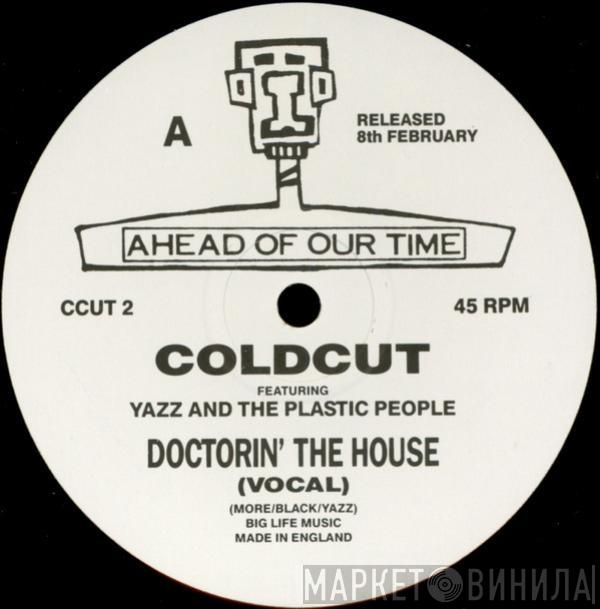 A
RELEASED
8th FEBRUARY
AHEAD OF OUR TIME
CCUT 2
45 RPM
COLDCUT
FEATURING
YAZZ AND THE PLASTIC PEOPLE
DOCTORIN' THE HOUSE
(VOCAL)
(MORE/BLACK/YAZZ)
BIG LIFE MUSIC
MADE IN ENGLAND
МАРКЕТ ВИНИЛА